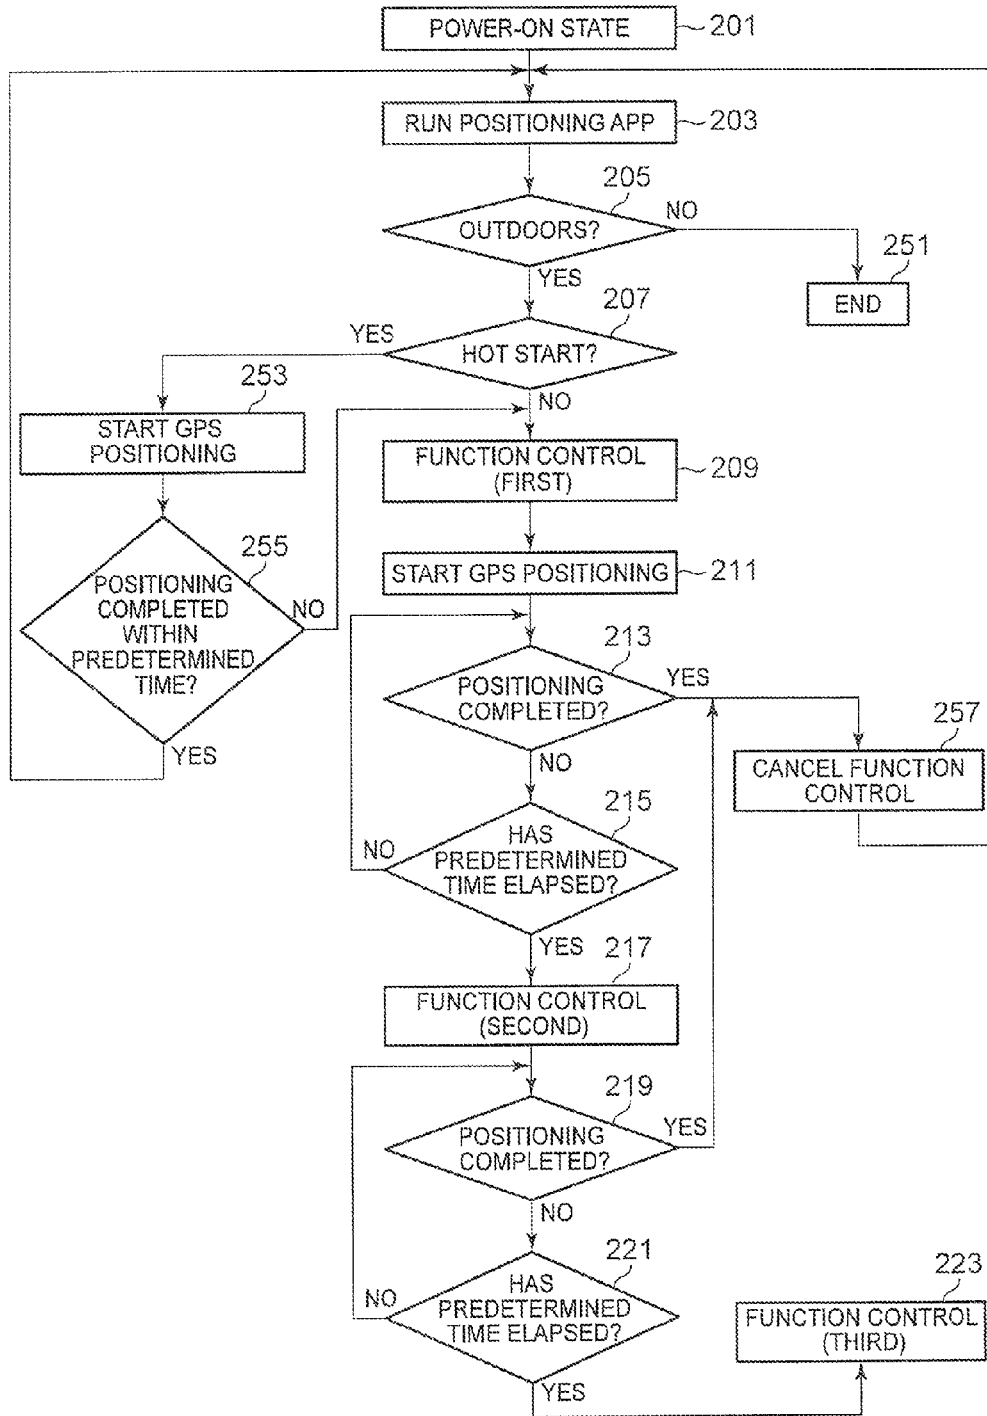 POWER-ON STATE
201
RUN POSITIONING APP
203
205
OUTDOORS?
NO
YES
251
END
207
YES
HOT START?
NO
253
START GPS
POSITIONING
FUNCTION CONTROL
(FIRST)
209
255
POSITIONING
COMPLETED
WITHIN
PREDETERMINED
TIME?
NO
YES
START GPS POSITIONING
211
213
POSITIONING
COMPLETED?
YES
NO
257
CANCEL FUNCTION
CONTROL
215
HAS
PREDETERMINED
TIME ELAPSED?
NO
YES
217
FUNCTION CONTROL
(SECOND)
219
POSITIONING
COMPLETED?
YES
NO
221
HAS
PREDETERMINED
TIME ELAPSED?
NO
YES
223
FUNCTION CONTROL
(THIRD)